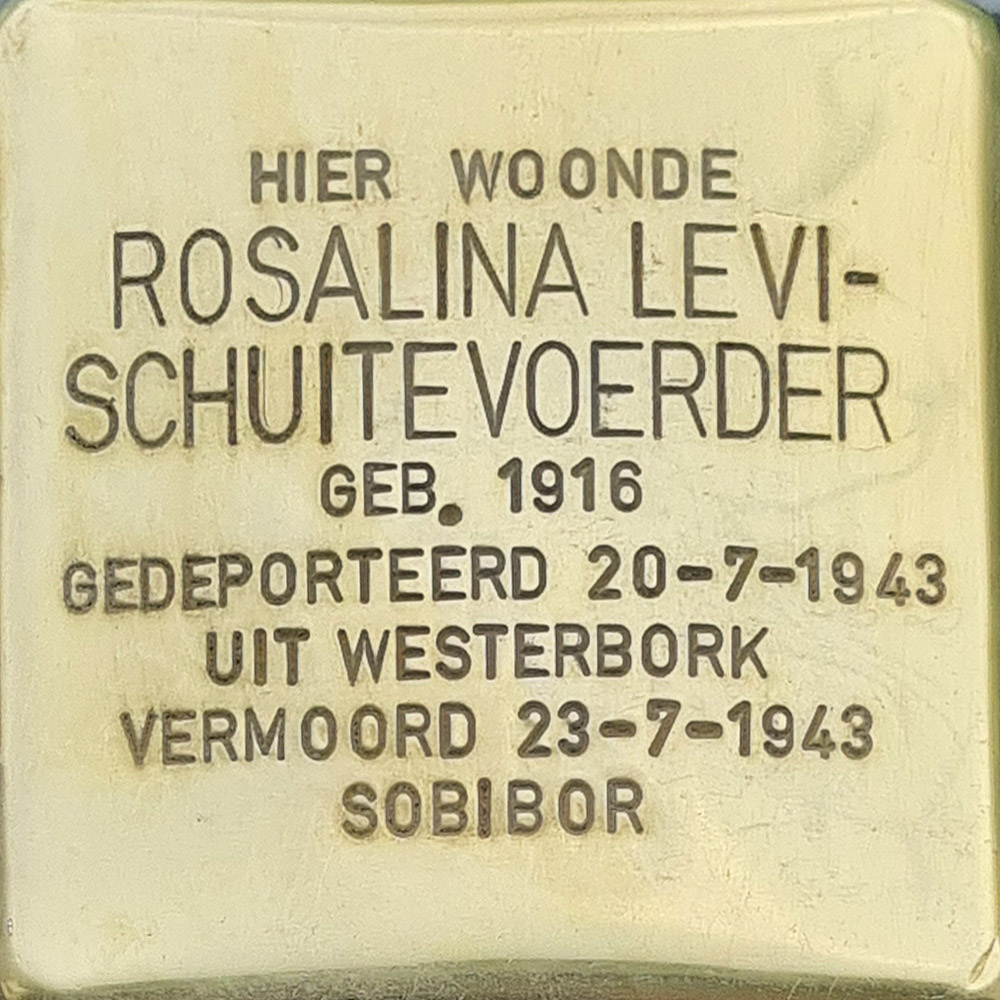 HIER WOONDE
ROSALINA LEVI-
SCHUITEVOERDER
GEB. 1916
GEDEPORTEERD 20-7-1943
UIT WESTERBORK
VERMOORD 23-7-1943
SOBIBOR